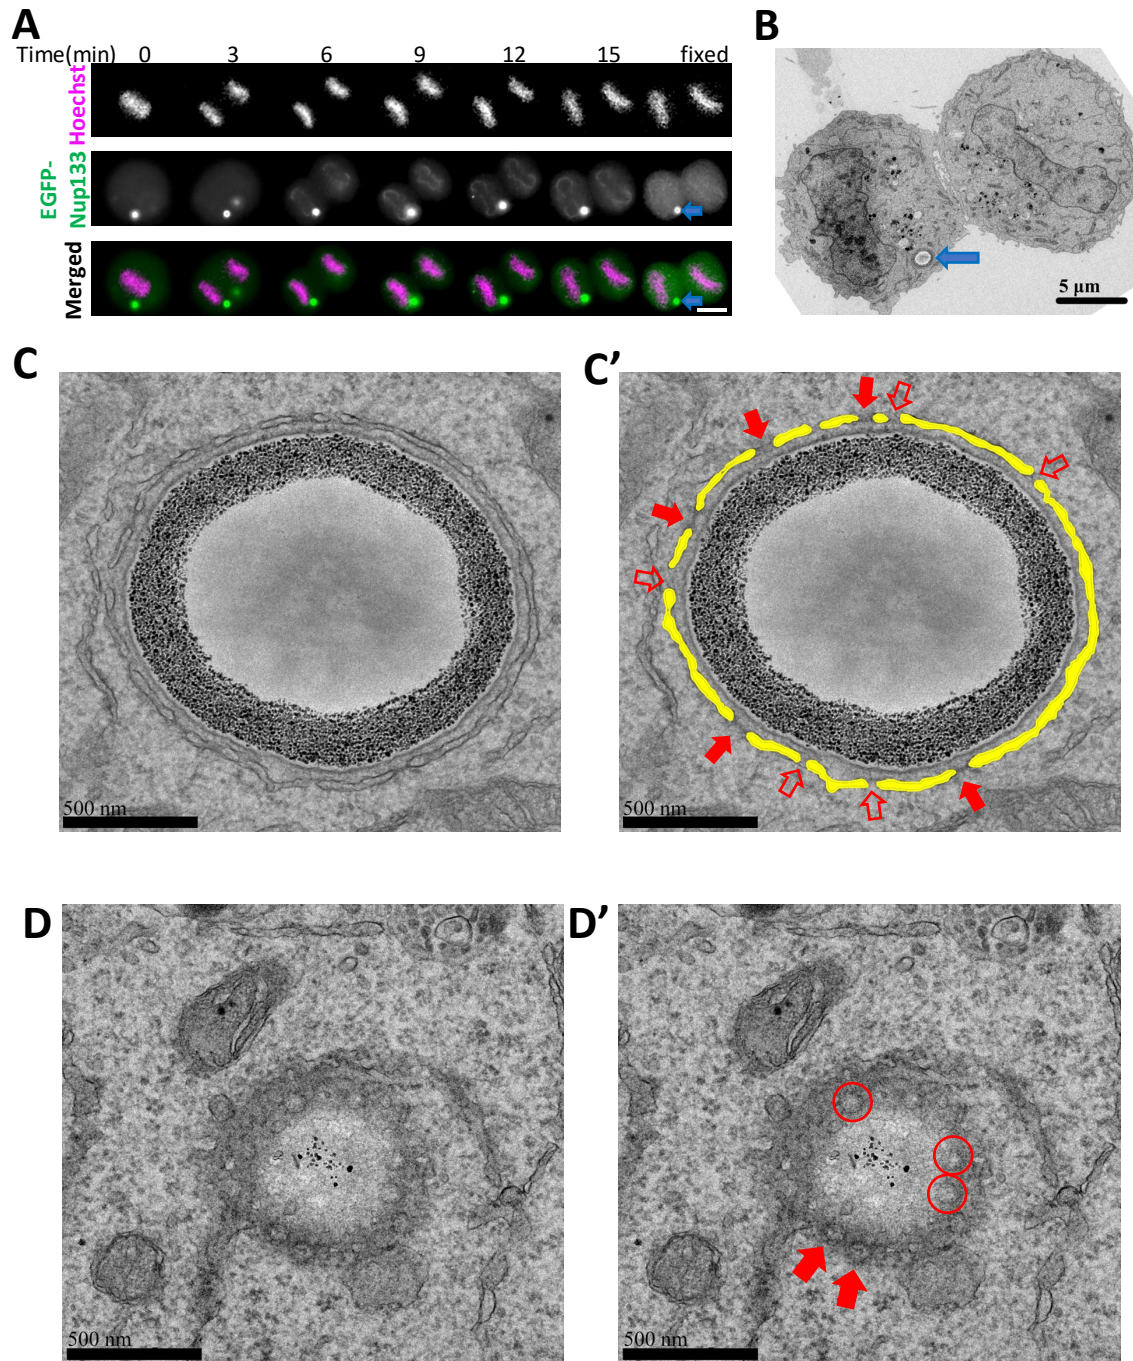 A
B
Time(min) 0 3 6 9 12 15 fixed
Hoechst
EGFP-
Nup133
Merged
5 μm
C
C’
500 nm
500 nm
D
D’
500 nm
500 nm